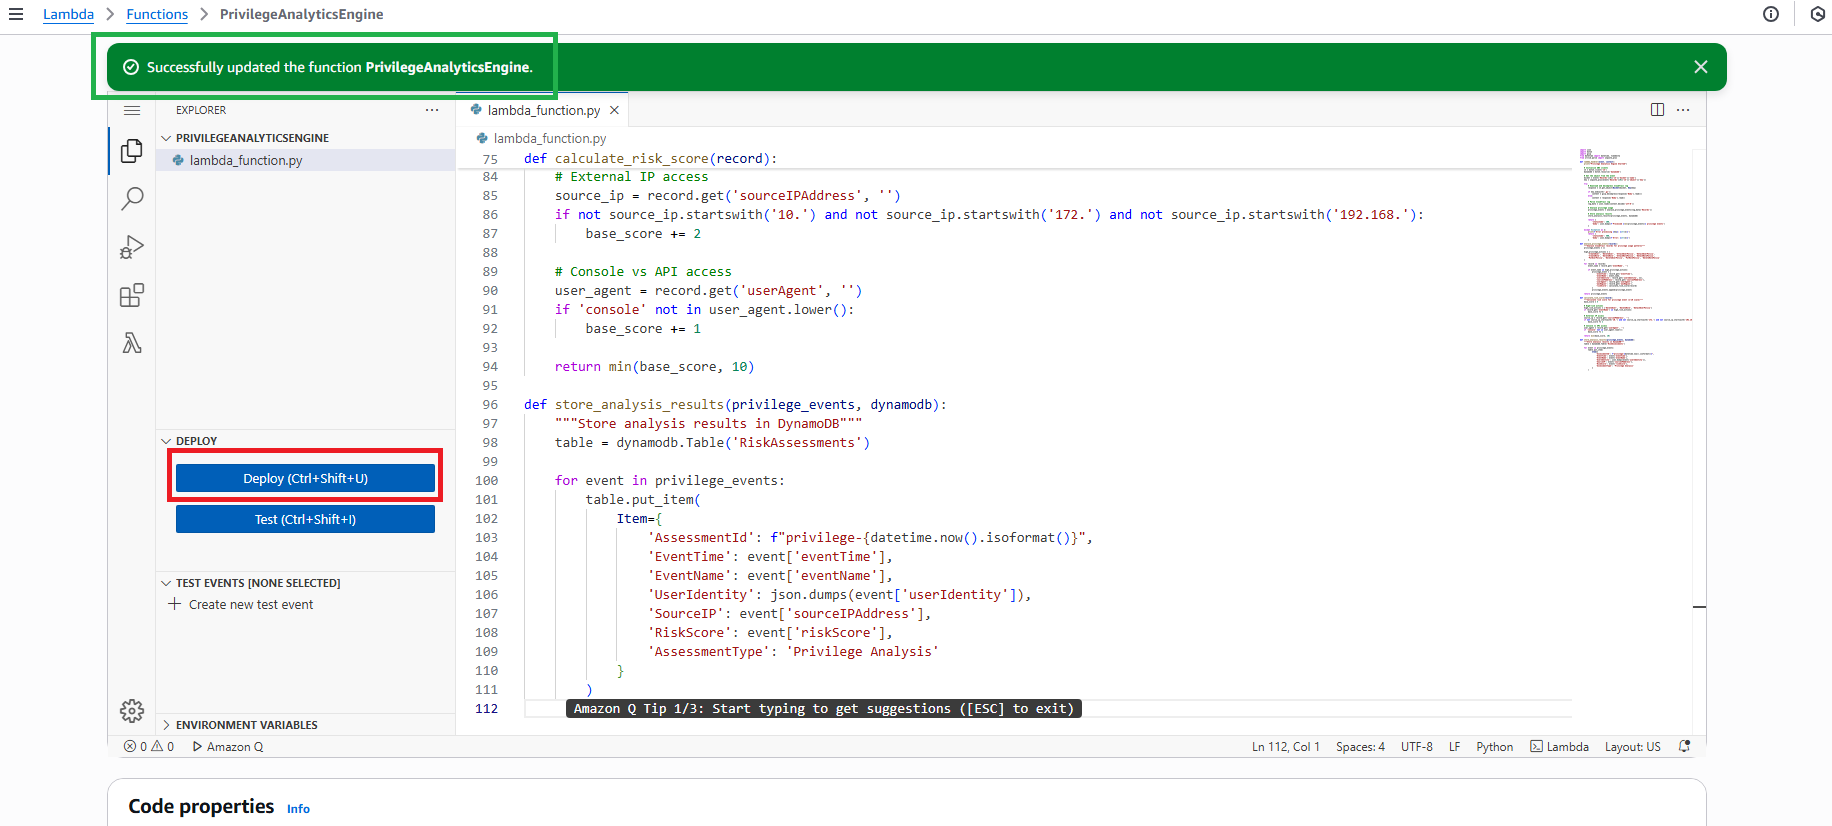 Lambda > Functions > PrivilegeAnalyticsEngine
Successfully updated the function PrivilegeAnalyticsEngine.
EXPLORER
PRIVILEGEANALYTICSENGINE
lambda_function.py
DEPLOY
Deploy (Ctrl+Shift+U)
Test (Ctrl+Shift+I)
TEST EVENTS [NONE SELECTED]
Create new test event
ENVIRONMENT VARIABLES
lambda_function.py
lambda_function.py
75 def calculate_risk_score(record):
84 # External IP access
85 source_ip = record.get('sourceIPAddress', '')
86 if not source_ip.startswith('10.') and not source_ip.startswith('172.') and not source_ip.startswith('192.168.'):
87 base_score += 2
88
89 # Console vs API access
90 user_agent = record.get('userAgent', '')
91 if 'console' not in user_agent.lower():
92 base_score += 1
93
94 return min(base_score, 10)
95
96 def store_analysis_results(privilege_events, dynamodb):
97 """Store analysis results in DynamoDB"""
98 table = dynamodb.Table('RiskAssessments')
99
100 for event in privilege_events:
101 table.put_item(
102 Item={
103 'AssessmentId': f"privilege-{datetime.now().isoformat()}",
104 'EventTime': event['eventTime'],
105 'EventName': event['eventName'],
106 'UserIdentity': json.dumps(event['userIdentity']),
107 'SourceIP': event['sourceIPAddress'],
108 'RiskScore': event['riskScore'],
109 'AssessmentType': 'Privilege Analysis'
110 }
111 )
112 Amazon Q Tip 1/3: Start typing to get suggestions ([ESC] to exit)
0 0 Amazon Q
Ln 112, Col 1 Spaces: 4 UTF-8 LF Python Lambda Layout: US
Code properties Info